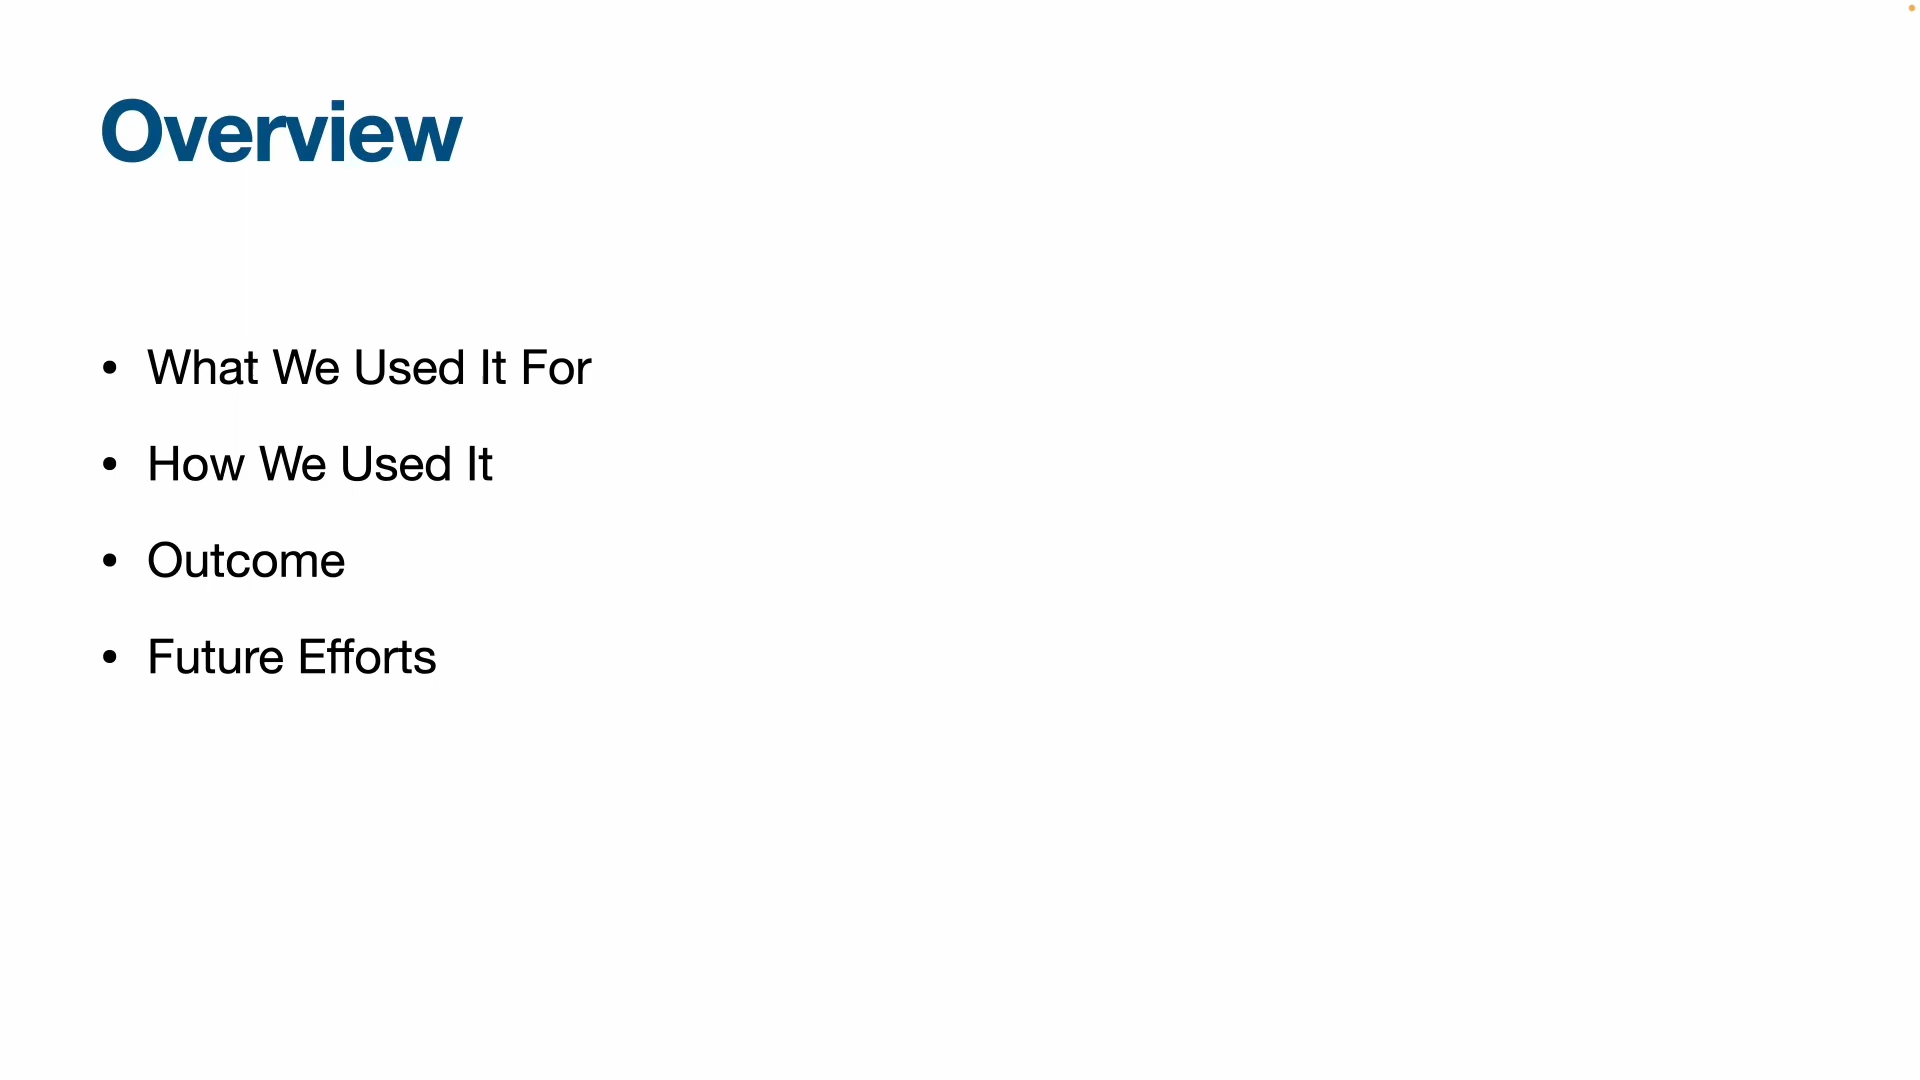 Overview
• What We Used It For
• How We Used It
• Outcome
• Future Efforts